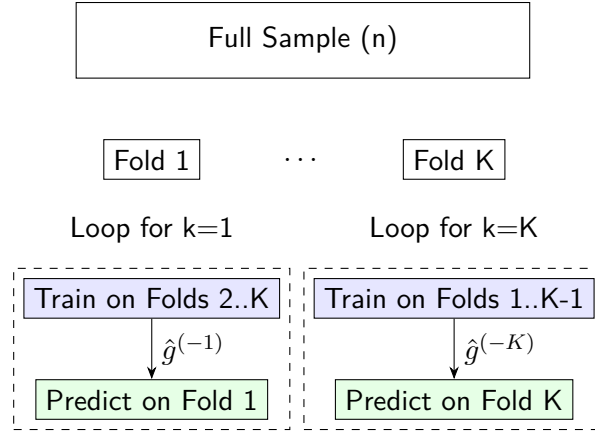 Full Sample (n)
Fold 1 ... Fold K
Loop for k=1 Loop for k=K
Train on Folds 2..K Train on Folds 1..K-1
ĝ^(−1) ĝ^(−K)
Predict on Fold 1 Predict on Fold K